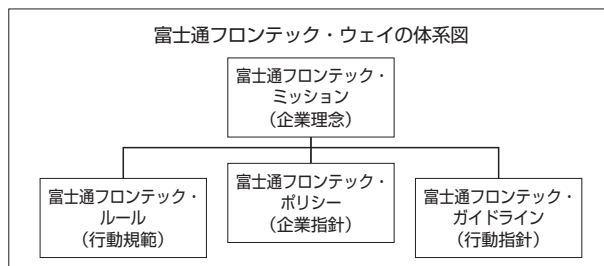 富士通フロンテック・ウェイの体系図
富士通フロンテック・
ミッション
（企業理念）
富士通フロンテック・
ルール
（行動規範）
富士通フロンテック・
ポリシー
（企業指針）
富士通フロンテック・
ガイドライン
（行動指針）